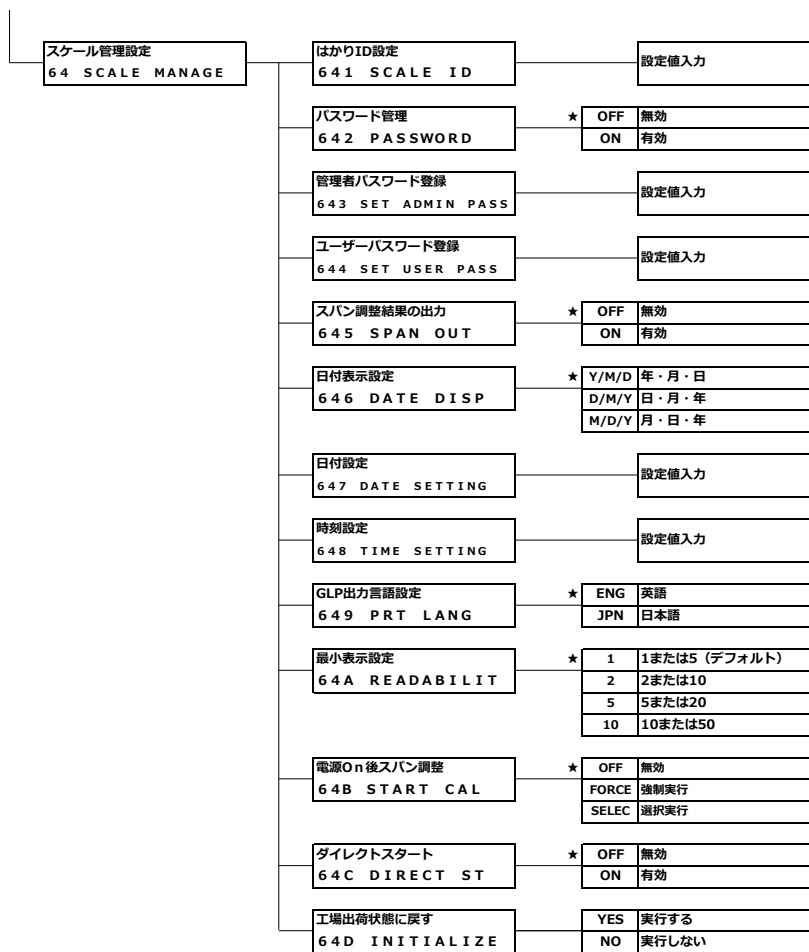 スケール管理設定
64 SCALE MANAGE
はかりID設定
641 SCALE ID
設定値入力
パスワード管理
642 PASSWORD
★ OFF 無効
ON 有効
管理者パスワード登録
643 SET ADMIN PASS
設定値入力
ユーザーパスワード登録
644 SET USER PASS
設定値入力
スパン調整結果の出力
645 SPAN OUT
★ OFF 無効
ON 有効
日付表示設定
646 DATE DISP
★ Y/M/D 年・月・日
D/M/Y 日・月・年
M/D/Y 月・日・年
日付設定
647 DATE SETTING
設定値入力
時刻設定
648 TIME SETTING
設定値入力
GLP出力言語設定
649 PRT LANG
★ ENG 英語
JPN 日本語
最小表示設定
64A READABILIT
★ 1 1または5（デフォルト）
2 2または10
5 5または20
10 10または50
電源On後スパン調整
64B START CAL
★ OFF 無効
FORCE 強制実行
SELEC 選択実行
ダイレクトスタート
64C DIRECT ST
★ OFF 無効
ON 有効
工場出荷状態に戻す
64D INITIALIZE
YES 実行する
NO 実行しない